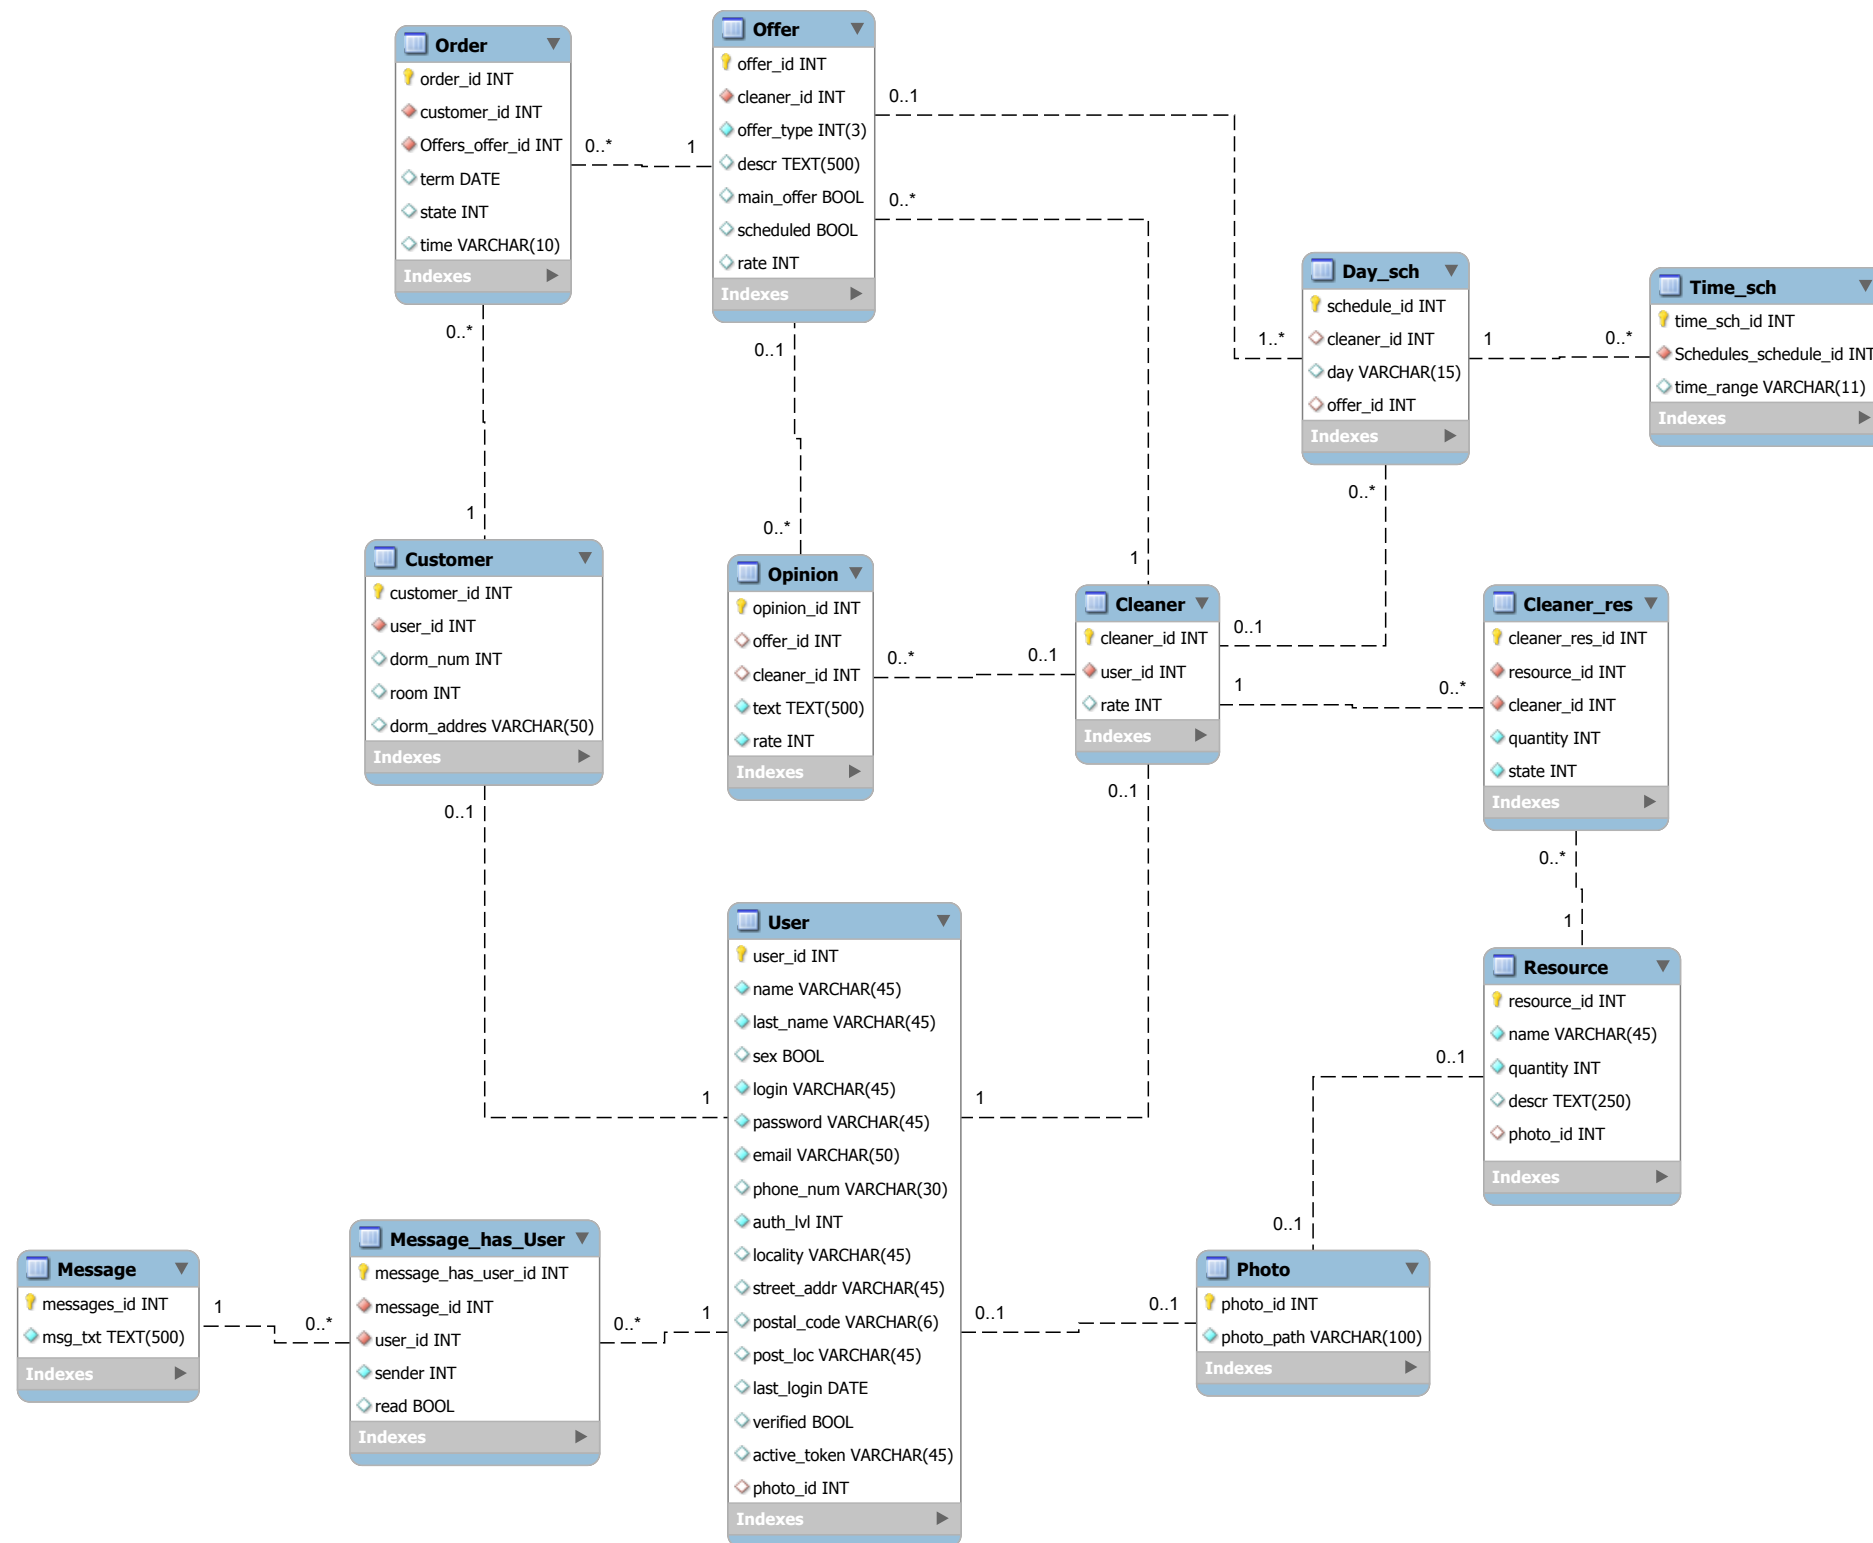 Order
order_id INT
customer_id INT
Offers_offer_id INT
term DATE
state INT
time VARCHAR(10)
Indexes
0..*
1
Offer
offer_id INT
cleaner_id INT
offer_type INT(3)
descr TEXT(500)
main_offer BOOL
scheduled BOOL
rate INT
Indexes
0..1
0..*
Day_sch
schedule_id INT
cleaner_id INT
day VARCHAR(15)
offer_id INT
Indexes
1..*
1
0..*
Time_sch
time_sch_id INT
Schedules_schedule_id INT
time_range VARCHAR(11)
Indexes
0..*
1
0..1
0..*
1
0..*
Customer
customer_id INT
user_id INT
dorm_num INT
room INT
dorm_addres VARCHAR(50)
Indexes
0..1
Opinion
opinion_id INT
offer_id INT
cleaner_id INT
text TEXT(500)
rate INT
Indexes
0..*
0..1
Cleaner
cleaner_id INT
user_id INT
rate INT
Indexes
0..1
1
0..*
0..1
Cleaner_res
cleaner_res_id INT
resource_id INT
cleaner_id INT
quantity INT
state INT
Indexes
0..*
1
User
user_id INT
name VARCHAR(45)
last_name VARCHAR(45)
sex BOOL
login VARCHAR(45)
password VARCHAR(45)
email VARCHAR(50)
phone_num VARCHAR(30)
auth_lvl INT
locality VARCHAR(45)
street_addr VARCHAR(45)
postal_code VARCHAR(6)
post_loc VARCHAR(45)
last_login DATE
verified BOOL
active_token VARCHAR(45)
photo_id INT
Indexes
1
1
1
0..1
0..1
Resource
resource_id INT
name VARCHAR(45)
quantity INT
descr TEXT(250)
photo_id INT
Indexes
0..1
0..1
Message
messages_id INT
msg_txt TEXT(500)
Indexes
1
0..*
Message_has_User
message_has_user_id INT
message_id INT
user_id INT
sender INT
read BOOL
Indexes
0..*
Photo
photo_id INT
photo_path VARCHAR(100)
Indexes